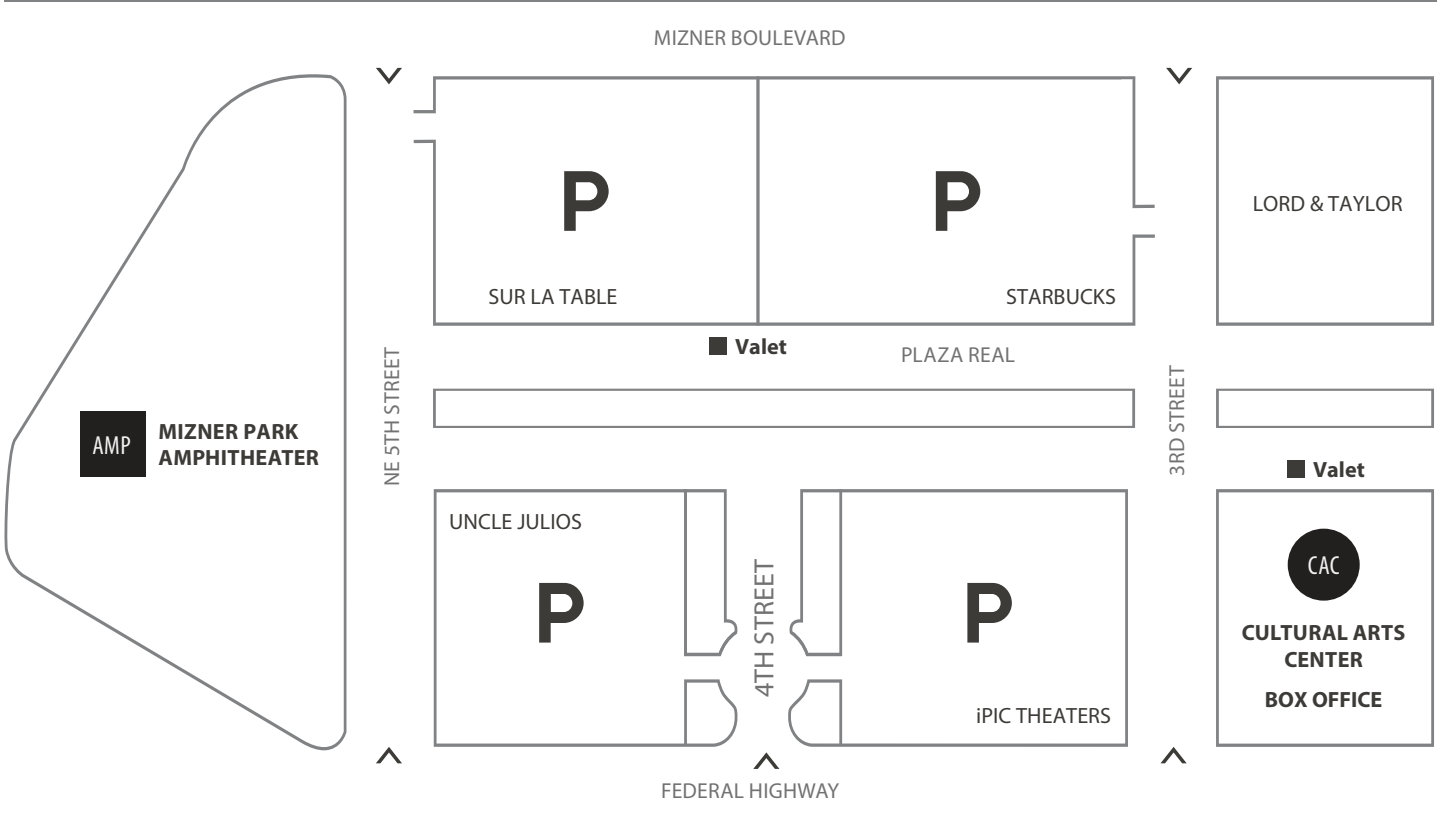 MIZNER BOULEVARD
P
P
LORD & TAYLOR
SUR LA TABLE
STARBUCKS
Valet
PLAZA REAL
NE 5TH STREET
3RD STREET
AMP
MIZNER PARK
AMPHITHEATER
Valet
UNCLE JULIOS
P
4TH STREET
P
iPIC THEATERS
CAC
CULTURAL ARTS
CENTER
BOX OFFICE
FEDERAL HIGHWAY